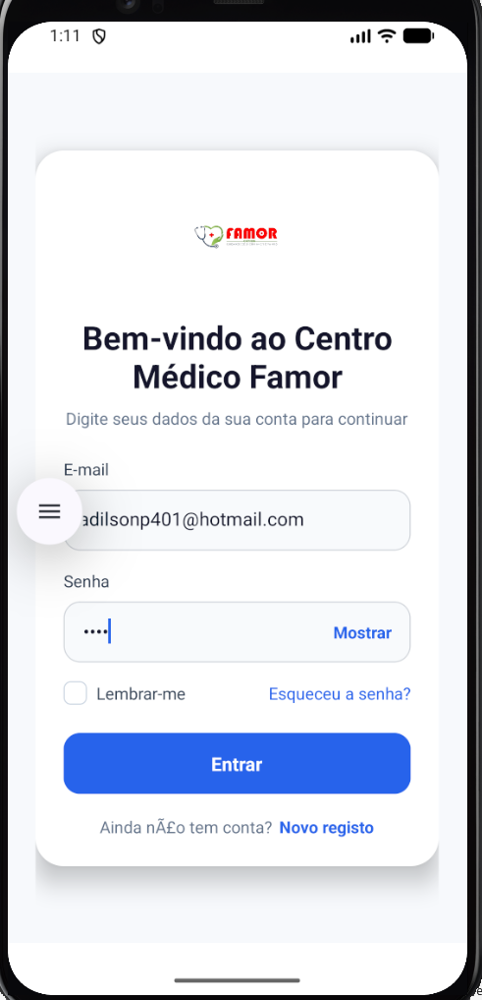 1:11
FAMOR
Bem-vindo ao Centro
Médico Famor
Digite seus dados da sua conta para continuar
E-mail
adilsonp401@hotmail.com
Senha
•••• Mostrar
Lembrar-me Esqueceu a senha?
Entrar
Ainda nÃ£o tem conta? Novo registo